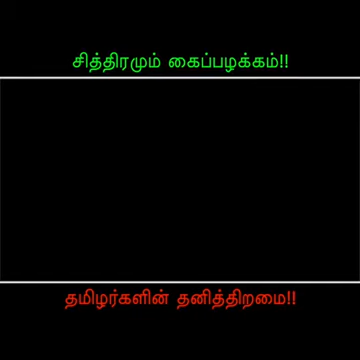 சித்திரமும் கைப்பழக்கம்!!
தமிழர்களின் தனித்திறமை!!